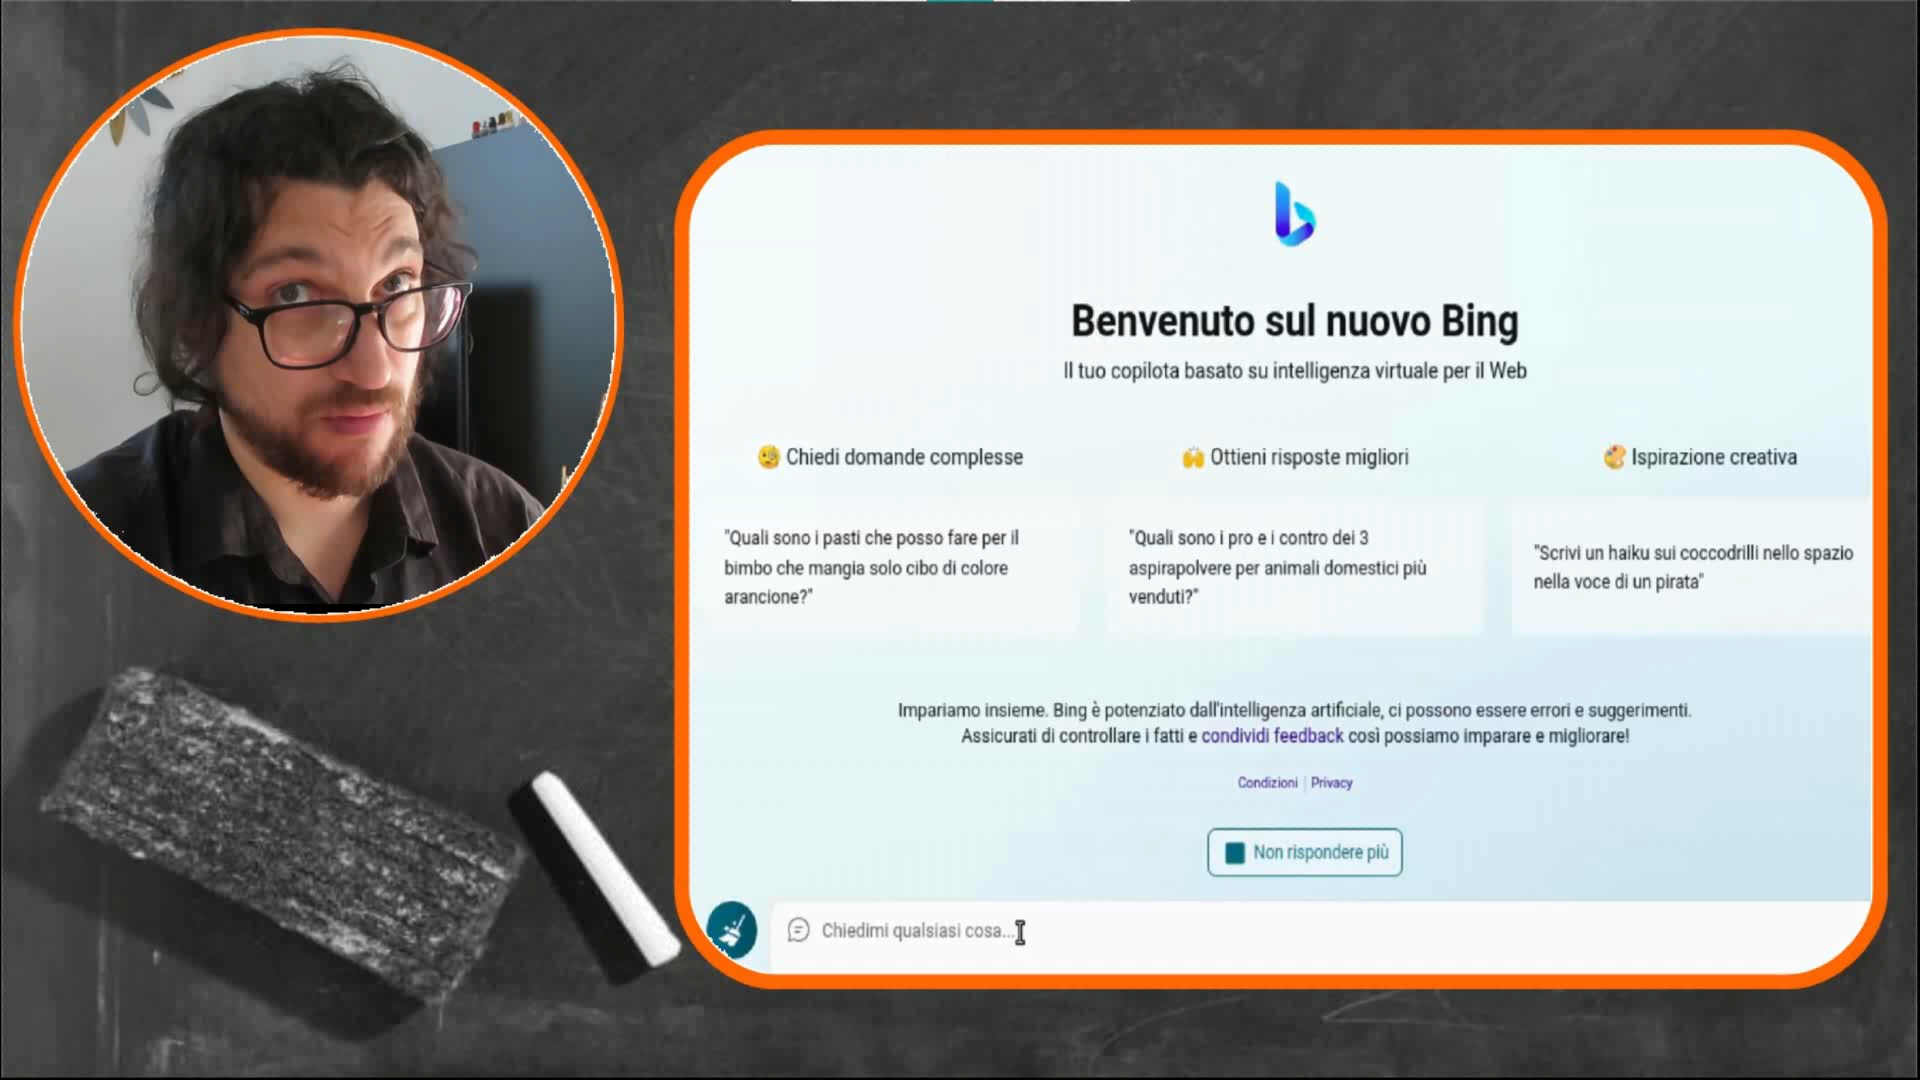 Benvenuto sul nuovo Bing
Il tuo copilota basato su intelligenza virtuale per il Web
🧐 Chiedi domande complesse
"Quali sono i pasti che posso fare per il
bimbo che mangia solo cibo di colore
arancione?"
🙌 Ottieni risposte migliori
"Quali sono i pro e i contro dei 3
aspirapolvere per animali domestici più
venduti?"
🎨 Ispirazione creativa
"Scrivi un haiku sui coccodrilli nello spazio
nella voce di un pirata"
Impariamo insieme. Bing è potenziato dall'intelligenza artificiale, ci possono essere errori e suggerimenti.
Assicurati di controllare i fatti e condividi feedback così possiamo imparare e migliorare!
Condizioni | Privacy
Non rispondere più
Chiedimi qualsiasi cosa...